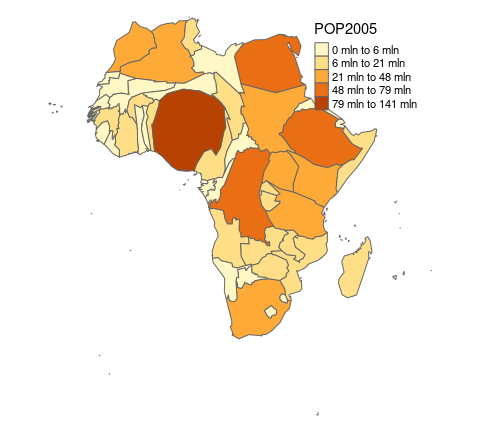 POP2005
0 mln to 6 mln
6 mln to 21 mln
21 mln to 48 mln
48 mln to 79 mln
79 mln to 141 mln